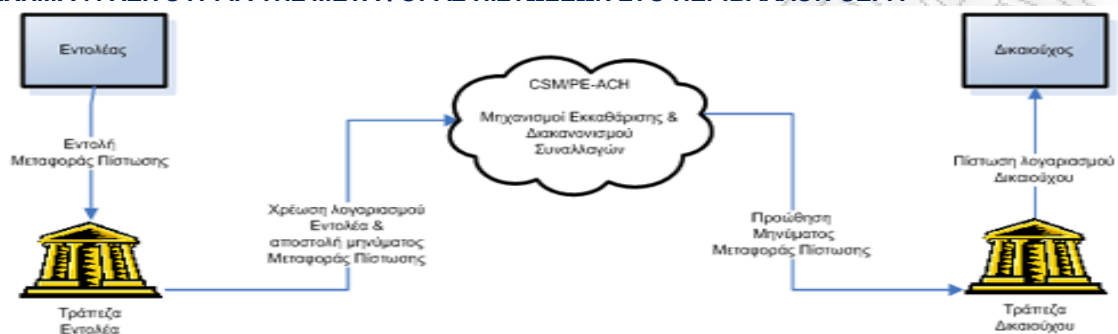 Εντολέας
Δικαιούχος
CSM/PE-ACH
Μηχανισμοί Εκκαθάρισης &
Διακανονισμού
Συναλλαγών
Εντολή
Μεταφοράς Πίστωσης
Πίστωση λογαριασμού
Δικαιούχου
Χρέωση λογαριασμού
Εντολέα &
αποστολή μηνύματος
Μεταφοράς Πίστωσης
Προώθηση
Μηνύματος
Μεταφοράς Πίστωσης
Τράπεζα
Εντολέα
Τράπεζα
Δικαιούχου